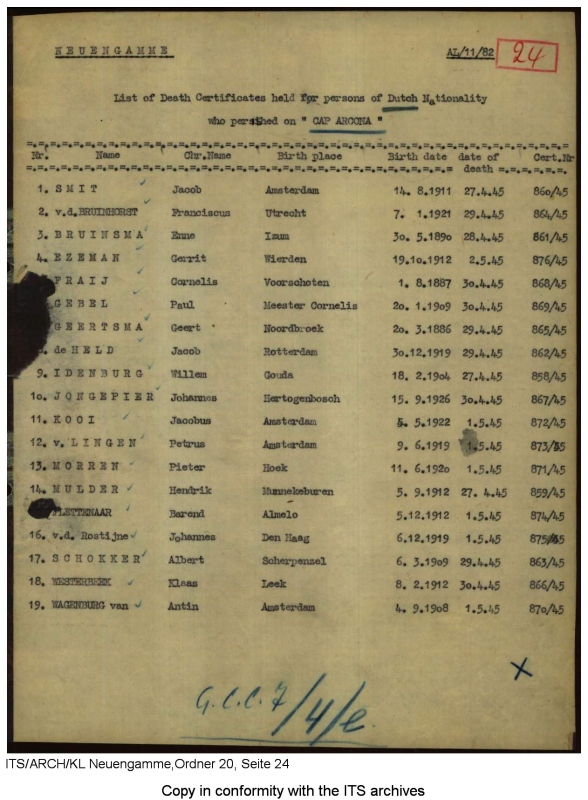 NEUENGAMME
AL/11/82 24
List of Death Certificates held for persons of Dutch Nationality
who perished on " CAP ARCONA "
Nr. Name Chr.Name Birth place Birth date date of death Cert.Nr
1. SMIT Jacob Amsterdam 14. 8.1911 27.4.45 860/45
2. v.d.BRUINHORST Franciscus Utrecht 7. 1.1921 29.4.45 864/45
3. BRUINSMA Enne Izum 30. 5.1890 28.4.45 861/45
4. EZEMAN Gerrit Wierden 19.10.1912 2.5.45 876/45
FRAIJ Cornelis Voorschoten 1. 8.1887 30.4.45 868/45
GEBEL Paul Meester Cornelis 20. 1.1909 30.4.45 869/45
GEERTSMA Geert Noordbroek 20. 3.1886 29.4.45 865/45
de HELD Jacob Rotterdam 30.12.1919 29.4.45 862/45
9. IDENBURG Willem Gouda 18. 2.1904 27.4.45 858/45
10. JONGEPIER Johannes Hertogenbosch 15. 9.1926 30.4.45 867/45
11. KOOI Jacobus Amsterdam 5. 5.1922 1.5.45 872/45
12. v. LINGEN Petrus Amsterdam 9. 6.1919 1.5.45 873/45
13. MORREN Pieter Hoek 11. 6.1920 1.5.45 871/45
14. MULDER Hendrik Munnekeburen 5. 9.1912 27. 4.45 859/45
PLETTENAAR Barend Almelo 5.12.1912 1.5.45 874/45
16. v.d. Rostijne Johannes Den Haag 6.12.1919 1.5.45 875/45
17. SCHOKKER Albert Scherpenzel 6. 3.1909 29.4.45 863/45
18. WESTERBEEK Klaas Leek 8. 2.1912 30.4.45 866/45
19. WAGENBURG van Antin Amsterdam 4. 9.1908 1.5.45 870/45
G.C.C. 7/4/e
ITS/ARCH/KL Neuengamme,Ordner 20, Seite 24
Copy in conformity with the ITS archives